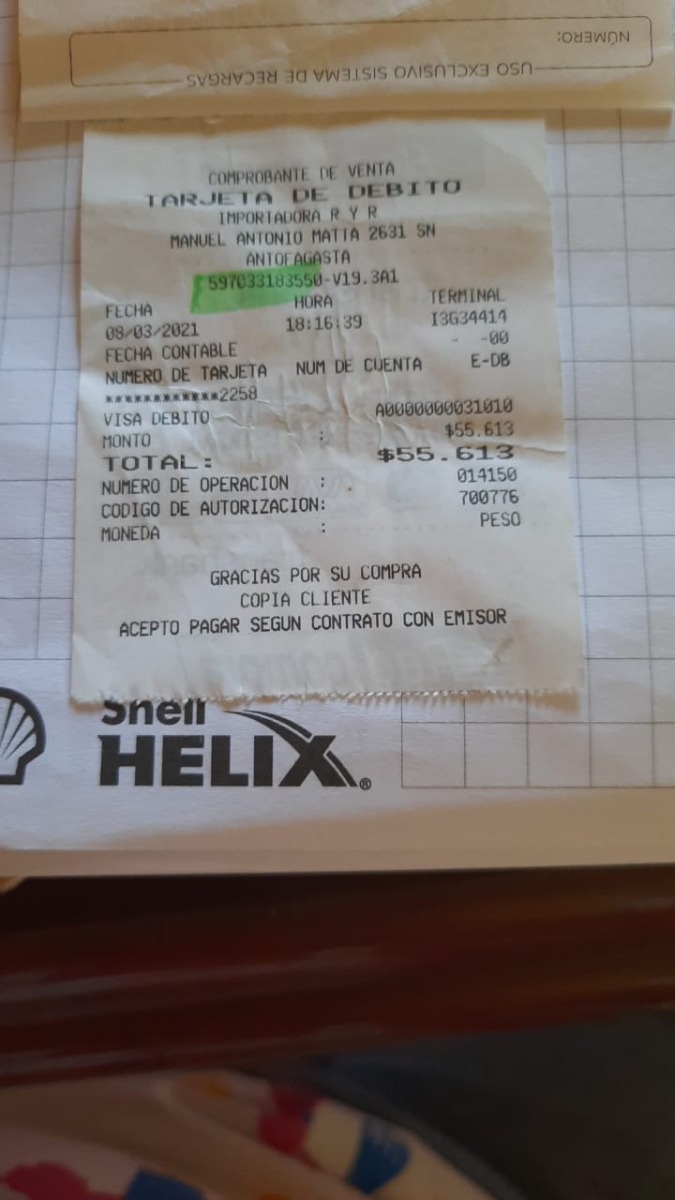 NÚMERO:
USO EXCLUSIVO SISTEMA DE RECARGAS
COMPROBANTE DE VENTA
TARJETA DE DEBITO
IMPORTADORA R Y R
MANUEL ANTONIO MATTA 2631 SN
ANTOFAGASTA
597033183550-V19.3A1
FECHA HORA TERMINAL
08/03/2021 18:16:39 I3G34414
FECHA CONTABLE - -00
NUMERO DE TARJETA NUM DE CUENTA E-DB
************2258
VISA DEBITO A0000000031010
MONTO : $55.613
TOTAL: $55.613
NUMERO DE OPERACION : 014150
CODIGO DE AUTORIZACION: 700776
MONEDA : PESO
GRACIAS POR SU COMPRA
COPIA CLIENTE
ACEPTO PAGAR SEGUN CONTRATO CON EMISOR
Shell
HELIX®